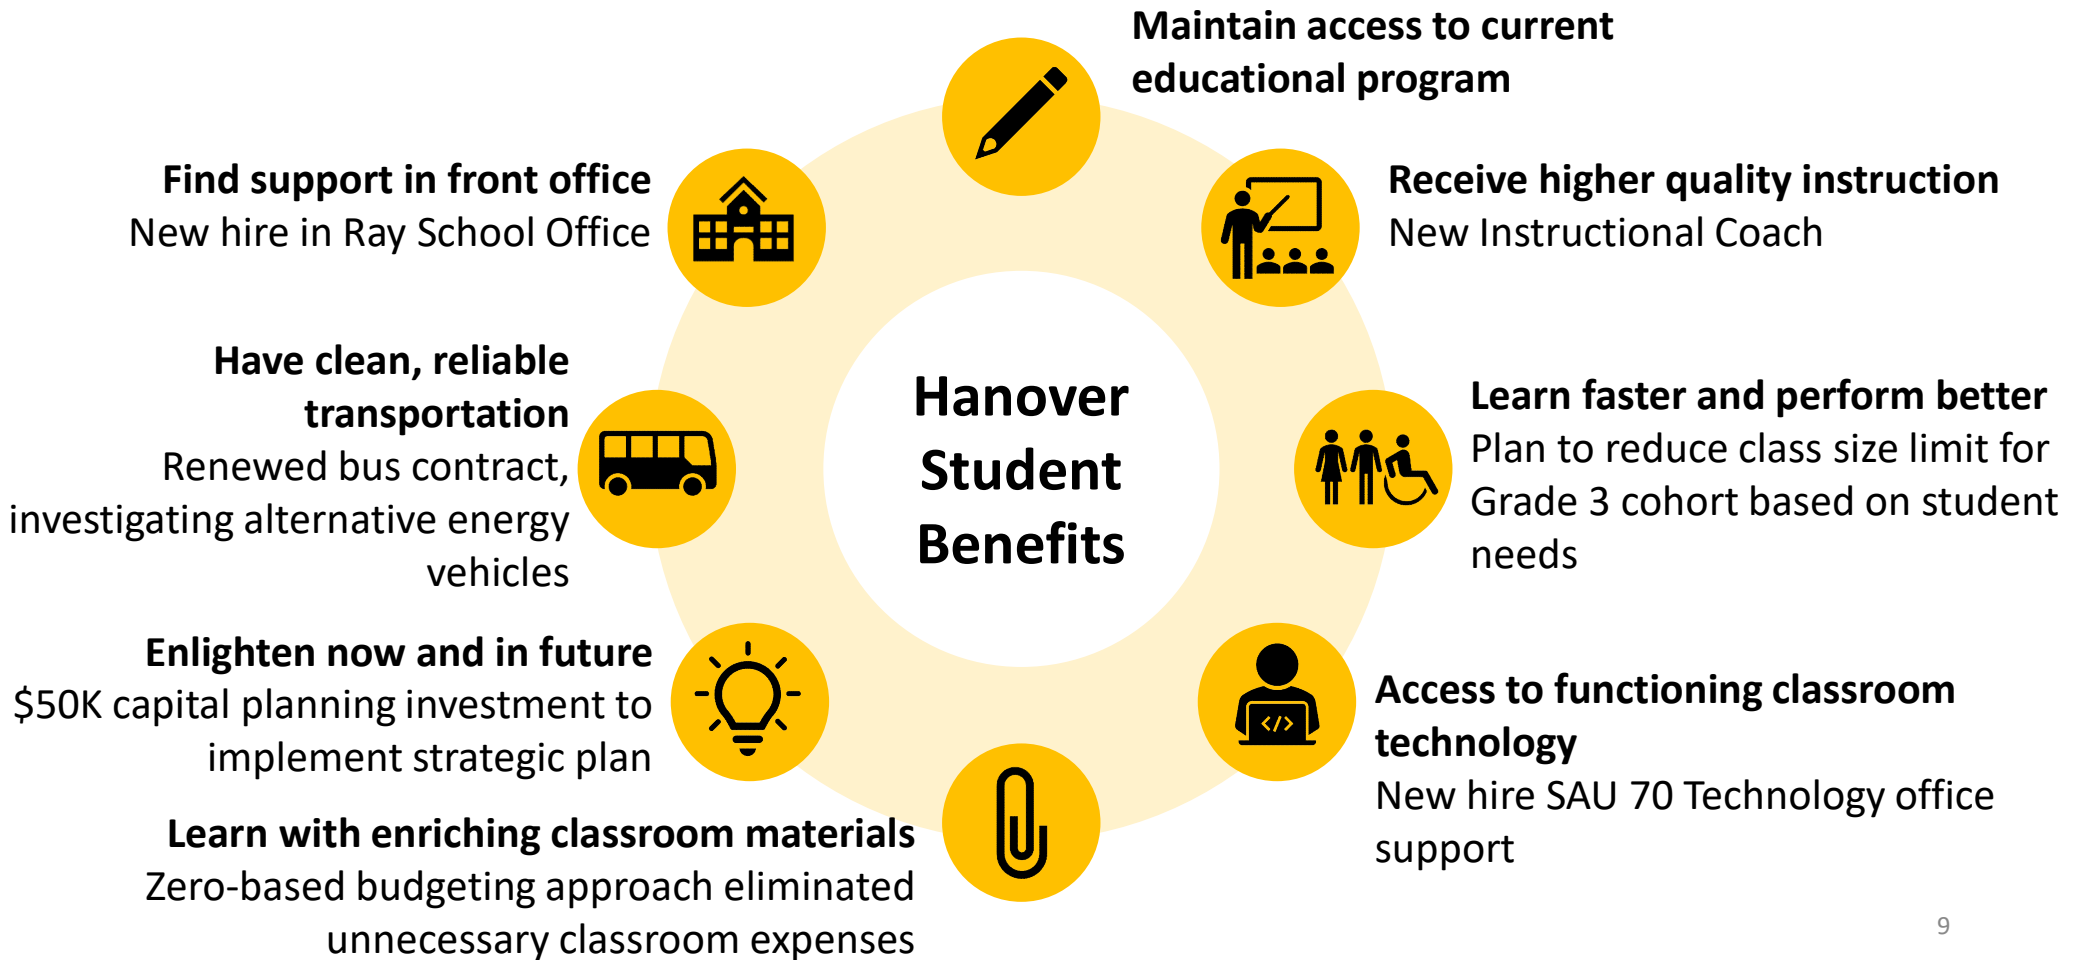 Maintain access to current
educational program
Receive higher quality instruction
New Instructional Coach
Learn faster and perform better
Plan to reduce class size limit for
Grade 3 cohort based on student
needs
Access to functioning classroom
technology
New hire SAU 70 Technology office
support
Learn with enriching classroom materials
Zero-based budgeting approach eliminated
unnecessary classroom expenses
Enlighten now and in future
$50K capital planning investment to
implement strategic plan
Have clean, reliable
transportation
Renewed bus contract,
investigating alternative energy
vehicles
Find support in front office
New hire in Ray School Office
Hanover
Student
Benefits
</>
9